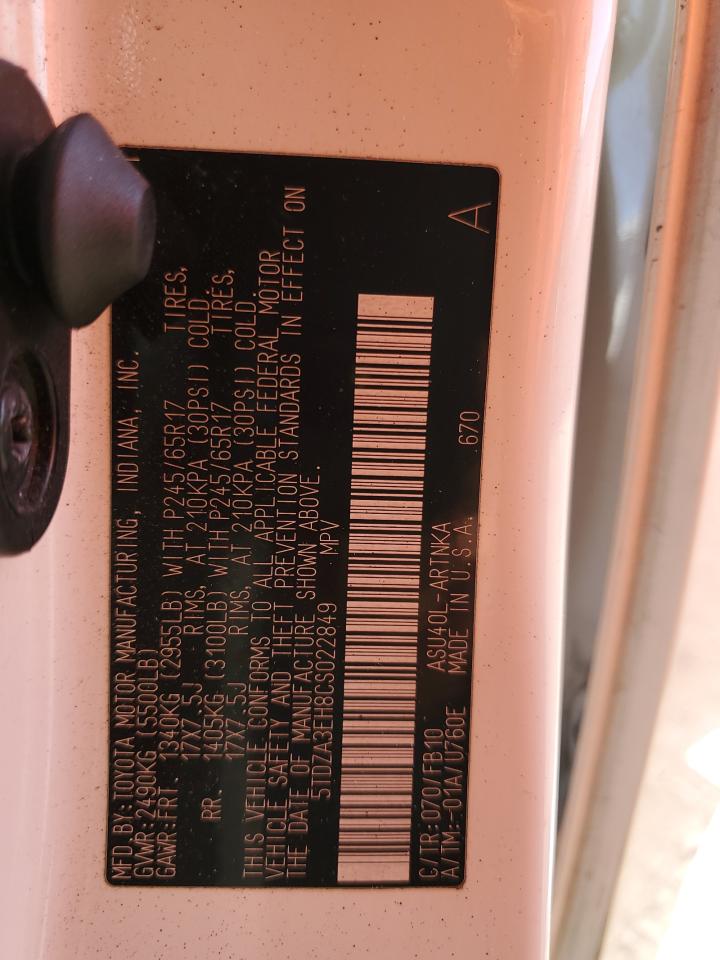 MFD. BY: TOYOTA MOTOR MANUFACTURING, INDIANA, INC.
GVWR: 2490KG (5500LB)
GAWR: FRT. 1340KG (2955LB) WITH P245/65R17 TIRES,
17X7.5J RIMS. AT 210KPA (30PSI) COLD.
RR. 1405KG (3100LB) WITH P245/65R17 TIRES,
17X7.5J RIMS. AT 210KPA (30PSI) COLD.
THIS VEHICLE CONFORMS TO ALL APPLICABLE FEDERAL MOTOR
VEHICLE SAFETY AND THEFT PREVENTION STANDARDS IN EFFECT ON
THE DATE OF MANUFACTURE SHOWN ABOVE.
5TDZA3EH8CS022849 MPV
C/TR: 070/FB10 ASU40L-ARTNKA
A/TM: -01A/U760E MADE IN U.S.A. 670
A